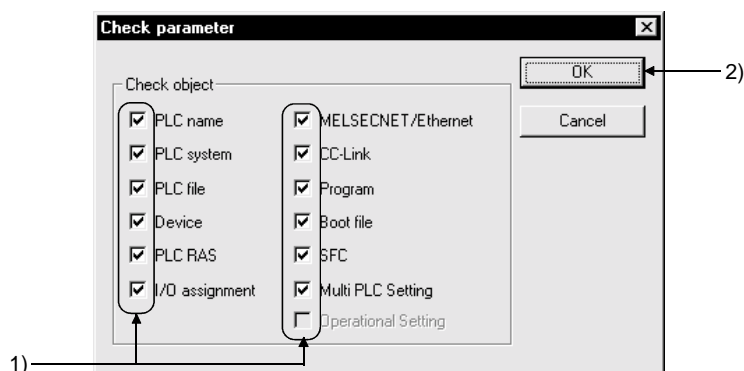 Check parameter
Check object
PLC name
PLC system
PLC file
Device
PLC RAS
I/O assignment
MELSECNET/Ethernet
CC-Link
Program
Boot file
SFC
Multi PLC Setting
Operational Setting
OK
Cancel
2)
1)